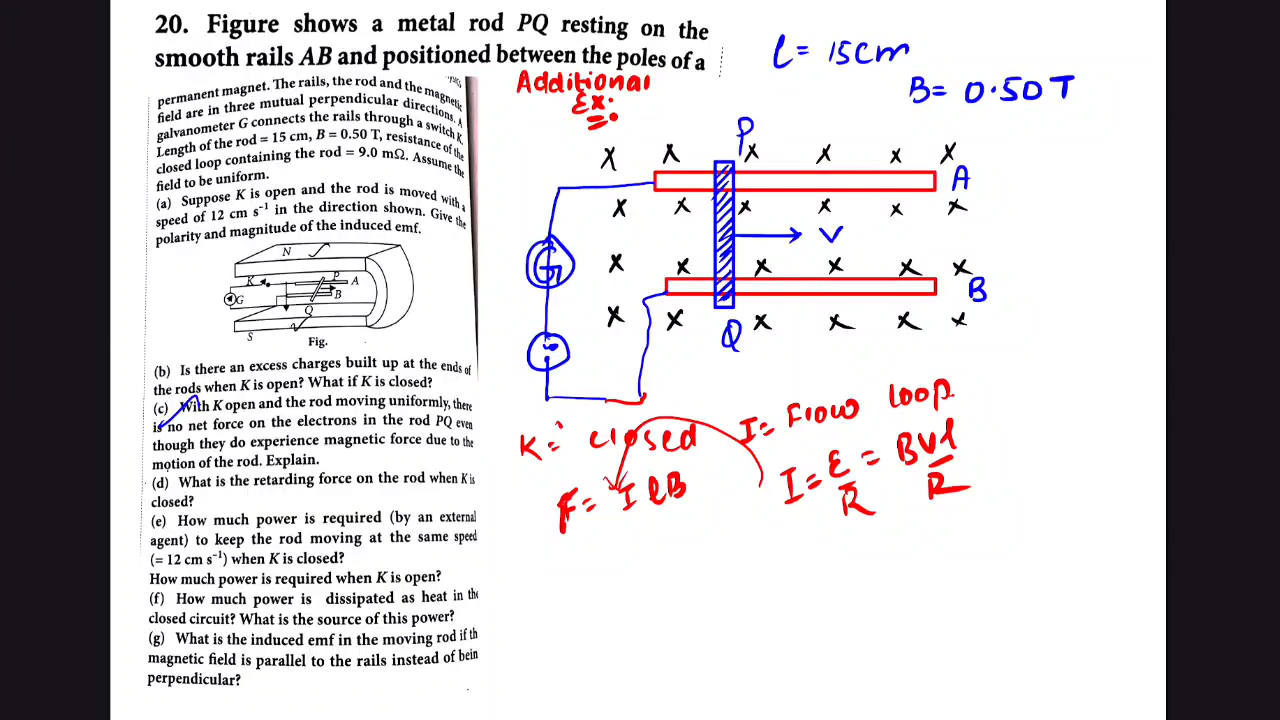 20. Figure shows a metal rod PQ resting on the
smooth rails AB and positioned between the poles of a
permanent magnet. The rails, the rod and the magnetic
field are in three mutual perpendicular directions. A
galvanometer G connects the rails through a switch K.
Length of the rod = 15 cm, B = 0.50 T, resistance of the
closed loop containing the rod = 9.0 mΩ. Assume the
field to be uniform.
(a) Suppose K is open and the rod is moved with a
speed of 12 cm s⁻¹ in the direction shown. Give the
polarity and magnitude of the induced emf.
N
K
P
A
G
B
Q
S
Fig.
(b) Is there an excess charges built up at the ends of
the rods when K is open? What if K is closed?
(c) With K open and the rod moving uniformly, there
is no net force on the electrons in the rod PQ even
though they do experience magnetic force due to the
motion of the rod. Explain.
(d) What is the retarding force on the rod when K is
closed?
(e) How much power is required (by an external
agent) to keep the rod moving at the same speed
(= 12 cm s⁻¹) when K is closed?
How much power is required when K is open?
(f) How much power is dissipated as heat in the
closed circuit? What is the source of this power?
(g) What is the induced emf in the moving rod if th
magnetic field is parallel to the rails instead of bein
perpendicular?
Additional
Ex:
l = 15cm
B = 0.50T
P
x x x x x x
A
x x x x x x
G
V
x x x x x x
B
x x x x x x
Q
K = closed
I = Flow loop.
F = IlB
I = ε/R = Bvl/R